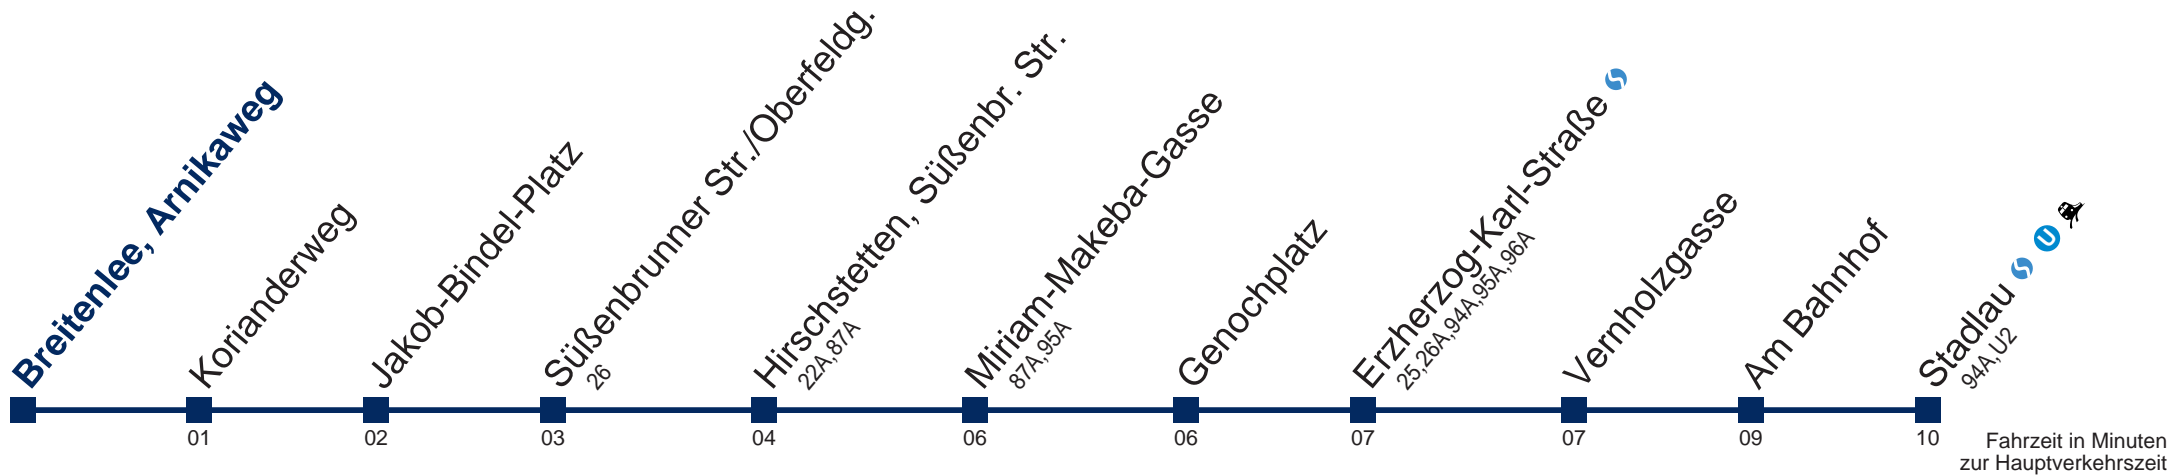 Breitenlee, Arnikaweg
Korianderweg
01
Jakob-Bindel-Platz
02
Süßenbrunner Str./Oberfeldg.
26
03
Hirschstetten, Süßenbr. Str.
22A,87A
04
Miriam-Makeba-Gasse
87A,95A
06
Genochplatz
06
Erzherzog-Karl-Straße S
25,26A,94A,95A,96A
07
Vernholzgasse
07
Am Bahnhof
09
Stadlau S U
94A,U2
10
Fahrzeit in Minuten
zur Hauptverkehrszeit